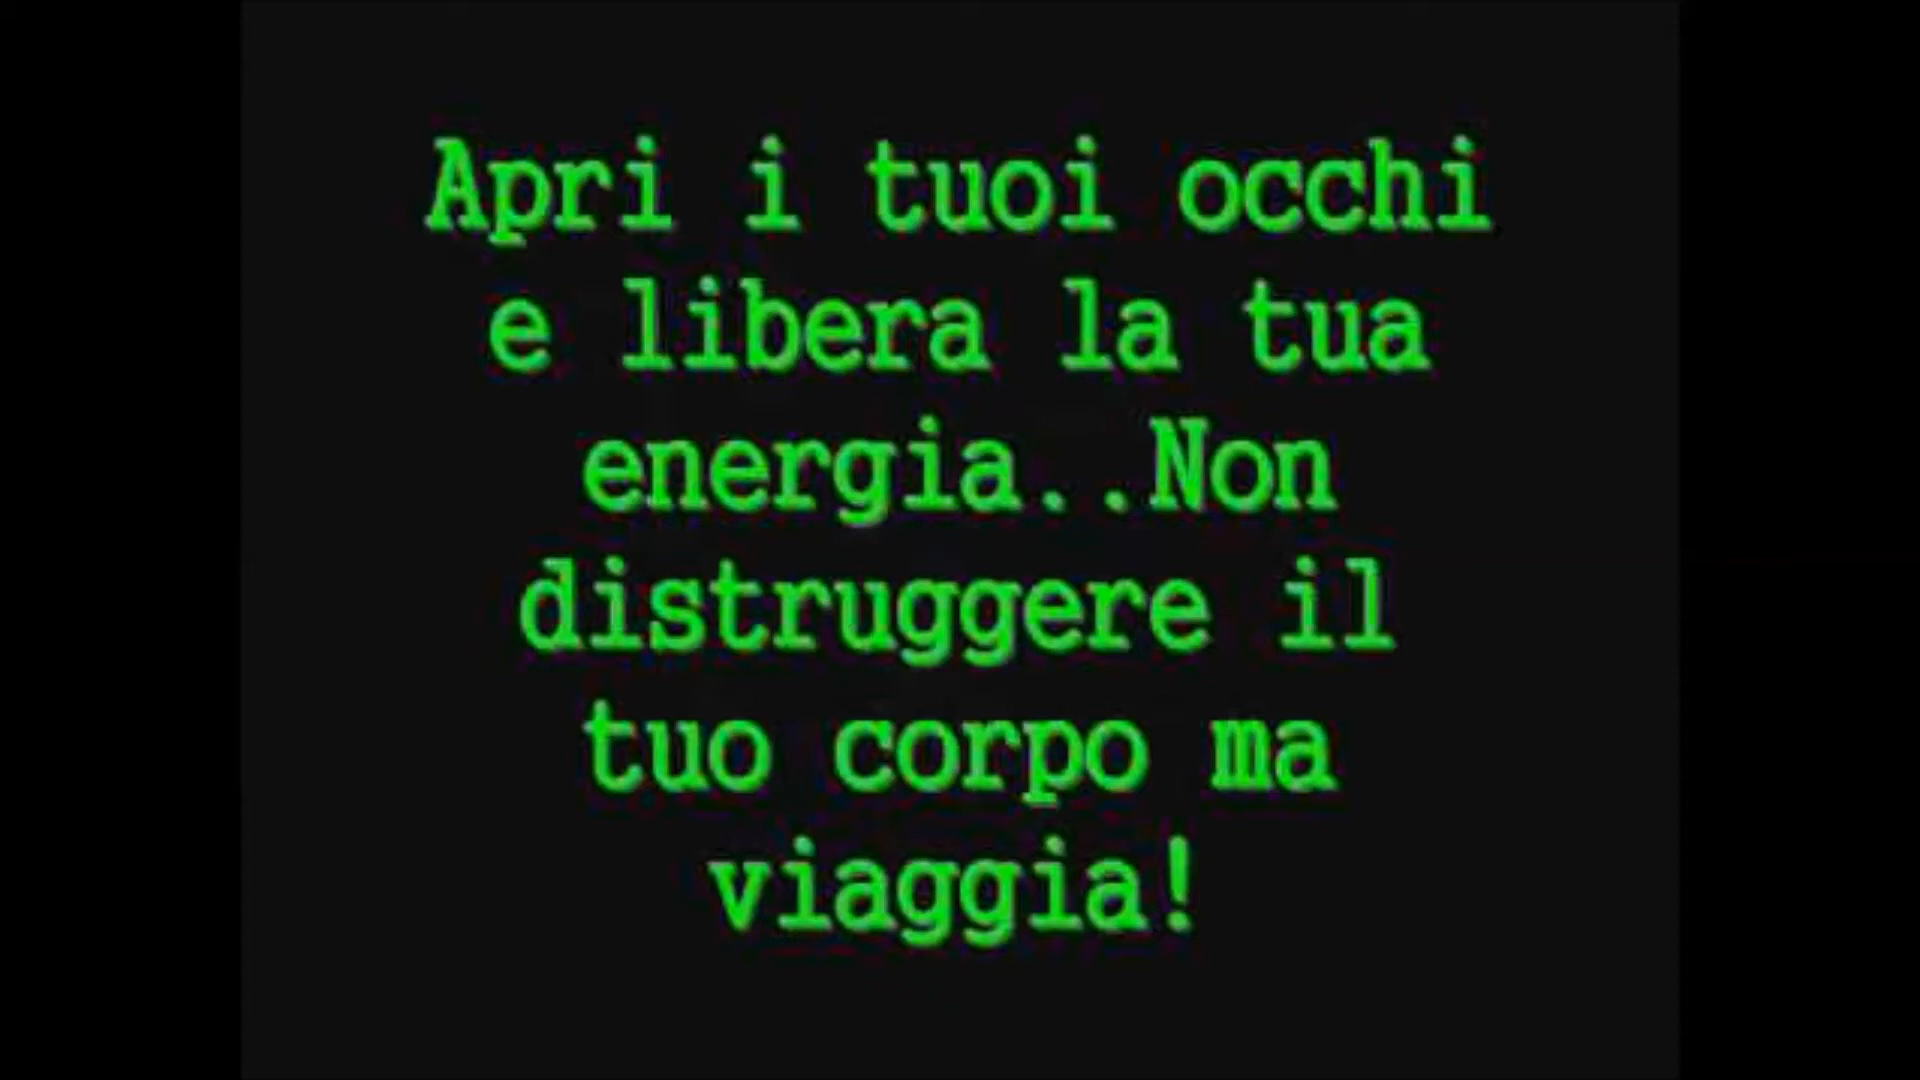 Apri i tuoi occhi
e libera la tua
energia..Non
distruggere il
tuo corpo ma
viaggia!